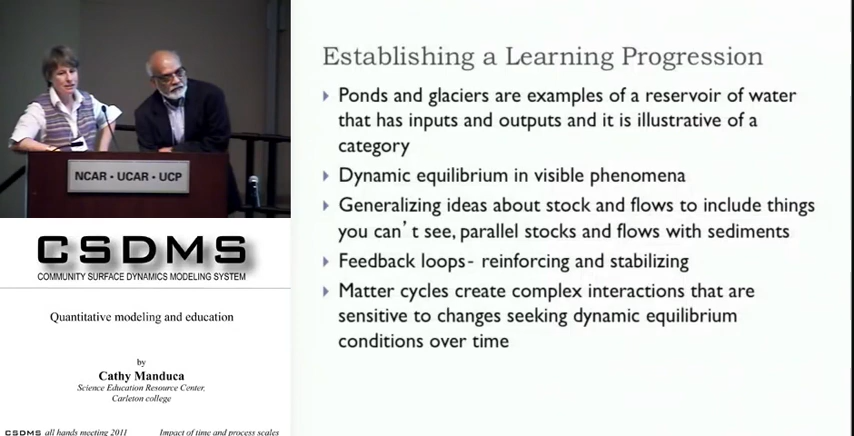 NCAR • UCAR • UCP
CSDMS
COMMUNITY SURFACE DYNAMICS MODELING SYSTEM
Quantitative modeling and education
by
Cathy Manduca
Science Education Resource Center,
Carleton college
CSDMS all hands meeting 2011 Impact of time and process scales
Establishing a Learning Progression
Ponds and glaciers are examples of a reservoir of water
that has inputs and outputs and it is illustrative of a
category
Dynamic equilibrium in visible phenomena
Generalizing ideas about stock and flows to include things
you can't see, parallel stocks and flows with sediments
Feedback loops- reinforcing and stabilizing
Matter cycles create complex interactions that are
sensitive to changes seeking dynamic equilibrium
conditions over time